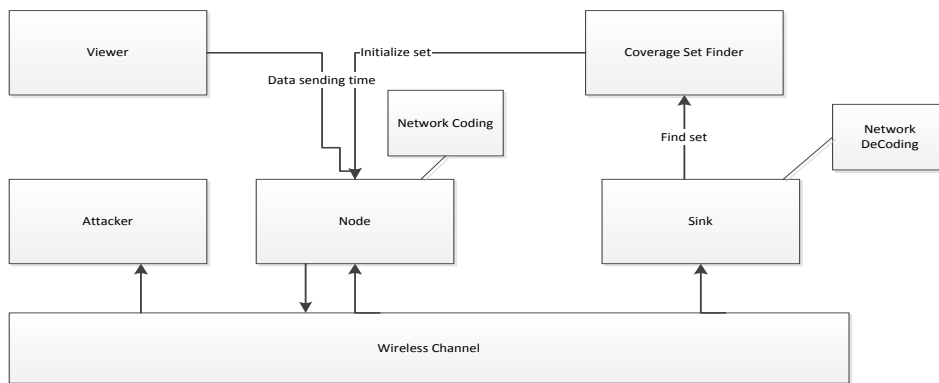 Viewer
Initialize set
Coverage Set Finder
Data sending time
Network Coding
Find set
Network
DeCoding
Attacker
Node
Sink
Wireless Channel